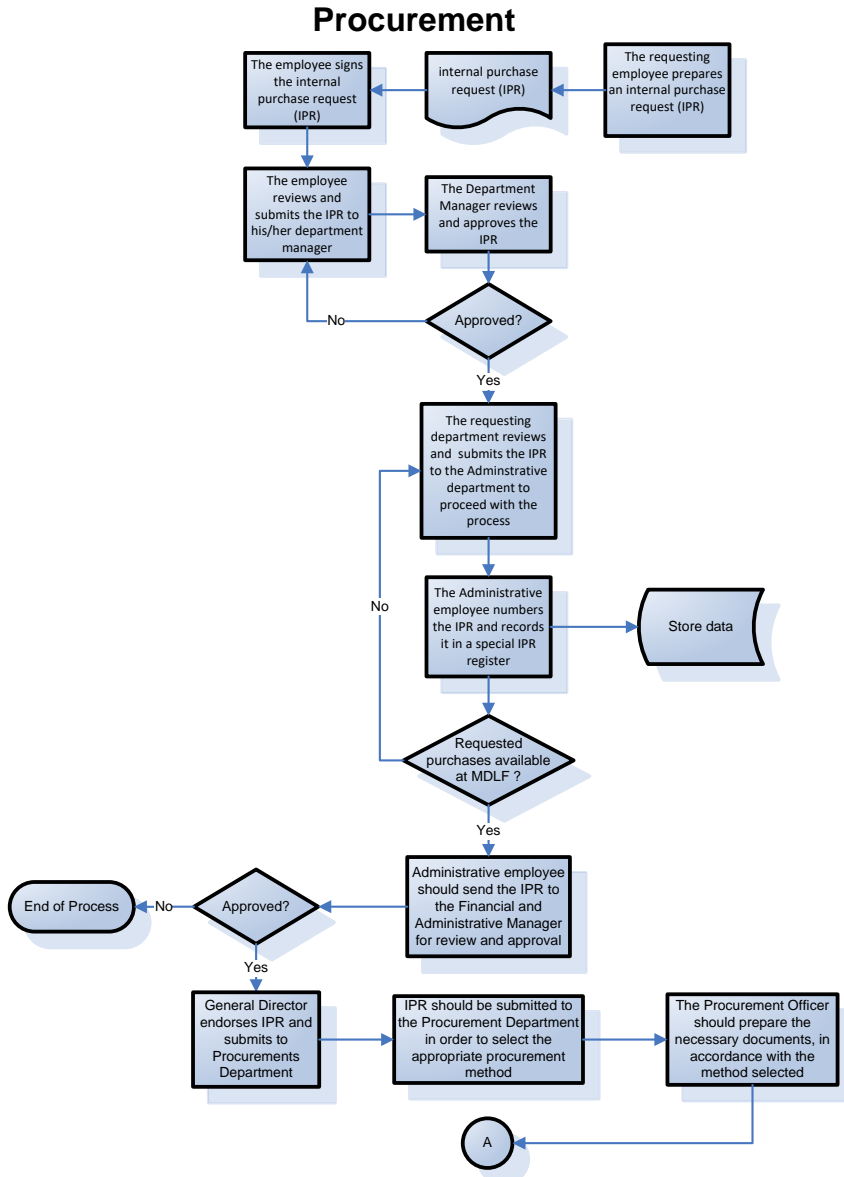 Procurement
The requesting
employee prepares
an internal purchase
request (IPR)
internal purchase
request (IPR)
The employee signs
the internal
purchase request
(IPR)
The employee
reviews and
submits the IPR to
his/her department
manager
The Department
Manager reviews
and approves the
IPR
Approved?
No
Yes
The requesting
department reviews
and submits the IPR
to the Adminstrative
department to
proceed with the
process
The Administrative
employee numbers
the IPR and records
it in a special IPR
register
Store data
No
Requested
purchases available
at MDLF ?
Yes
Administrative employee
should send the IPR to
the Financial and
Administrative Manager
for review and approval
Approved?
No
End of Process
Yes
General Director
endorses IPR and
submits to
Procurements
Department
IPR should be submitted to
the Procurement Department
in order to select the
appropriate procurement
method
The Procurement Officer
should prepare the
necessary documents, in
accordance with the
method selected
A